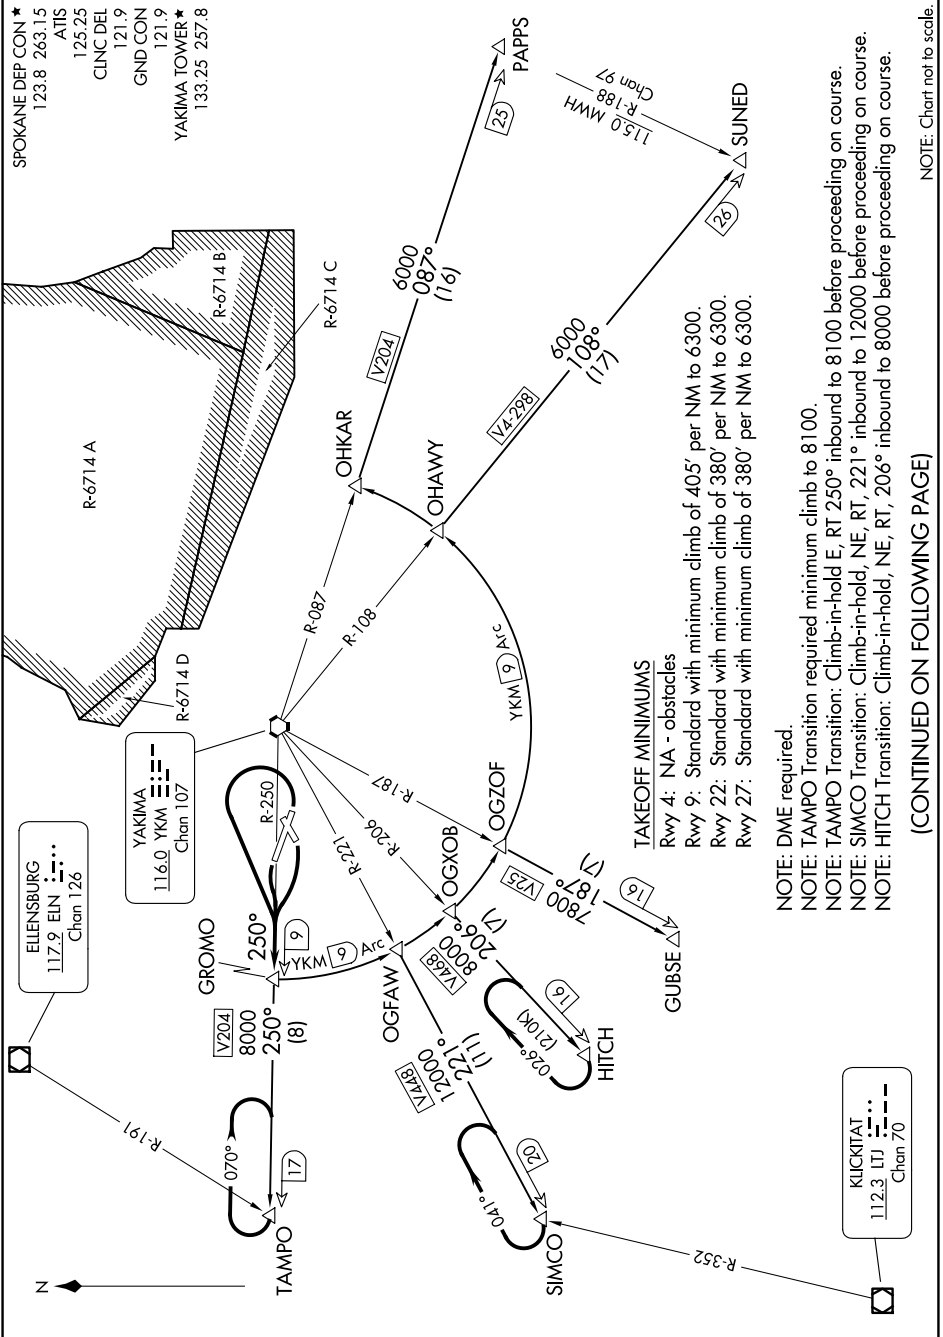 SPOKANE DEP CON ★
123.8 263.15
ATIS
125.25
CLNC DEL
121.9
GND CON
121.9
YAKIMA TOWER ★
133.25 257.8
R-6714 A
R-6714 B
R-6714 C
R-6714 D
ELLENSBURG
117.9 ELN
Chan 126
YAKIMA
116.0 YKM
Chan 107
KLICKITAT
112.3 LTJ
Chan 70
115.0 MWH
R-188
Chan 97
N
R-191
R-352
TAMPO
070°
17
V204
8000
250°
(8)
GROMO
250°
9
R-250
YKM 9 Arc
R-221
R-206
R-187
R-087
R-108
OGFAW
OGXOB
OGZOF
V448
12000
221°
(11)
041°
20
SIMCO
V468
8000
206°
(7)
026°
(210K)
16
HITCH
V25
7800
187°
(7)
16
GUBSE
YKM 9 Arc
OHKAR
OHAWY
V204
6000
087°
(16)
25
PAPPS
V4-298
6000
108°
(17)
26
SUNED
TAKEOFF MINIMUMS
Rwy 4: NA - obstacles
Rwy 9: Standard with minimum climb of 405' per NM to 6300.
Rwy 22: Standard with minimum climb of 380' per NM to 6300.
Rwy 27: Standard with minimum climb of 380' per NM to 6300.
NOTE: DME required.
NOTE: TAMPO Transition required minimum climb to 8100.
NOTE: TAMPO Transition: Climb-in-hold E, RT 250° inbound to 8100 before proceeding on course.
NOTE: SIMCO Transition: Climb-in-hold, NE, RT, 221° inbound to 12000 before proceeding on course.
NOTE: HITCH Transition: Climb-in-hold, NE, RT, 206° inbound to 8000 before proceeding on course.
(CONTINUED ON FOLLOWING PAGE)
NOTE: Chart not to scale.